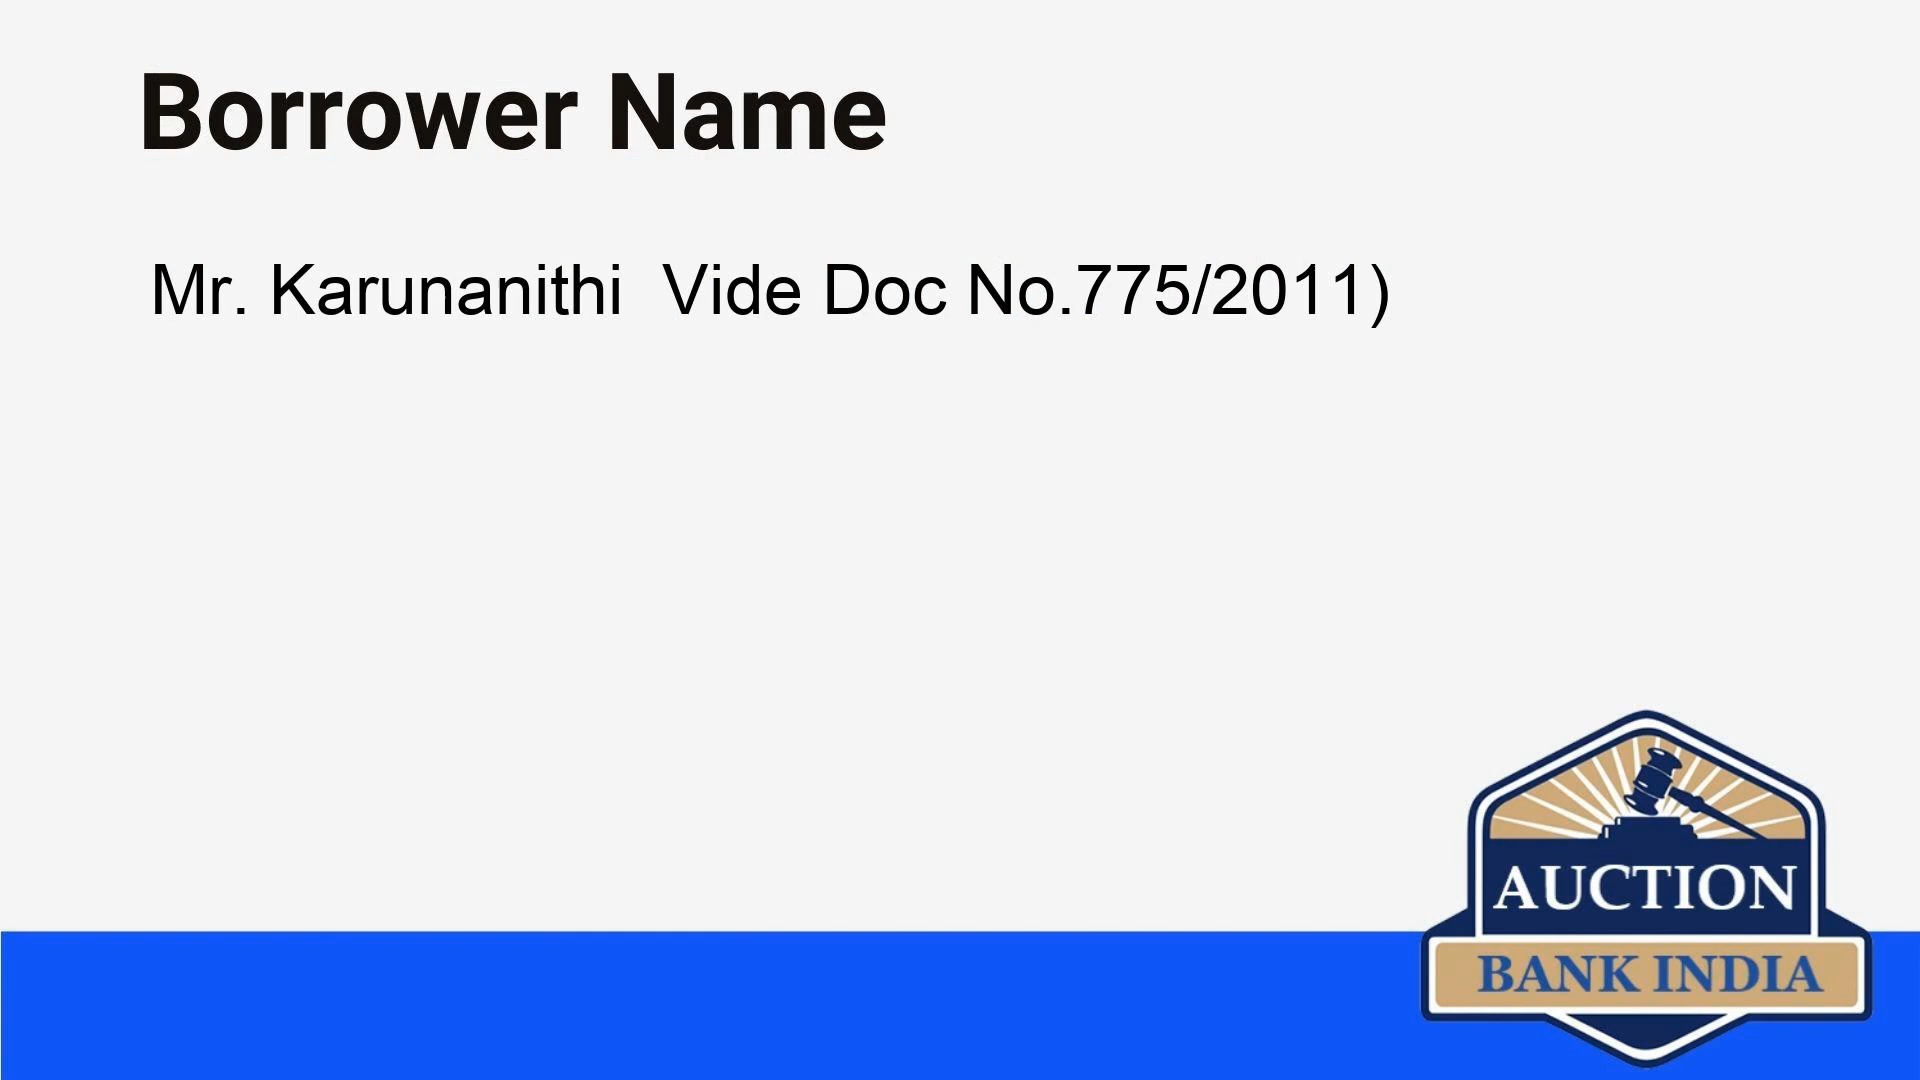 Borrower Name
Mr. Karunanithi  Vide Doc No.775/2011)
AUCTION
BANK INDIA